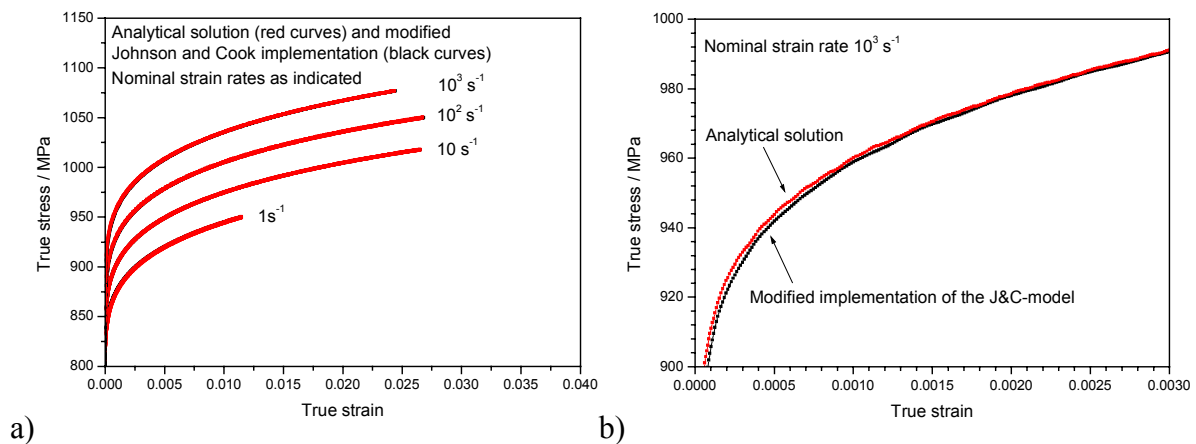 Analytical solution (red curves) and modified
Johnson and Cook implementation (black curves)
Nominal strain rates as indicated
10³ s⁻¹
10² s⁻¹
10 s⁻¹
1s⁻¹
1150
1100
1050
1000
950
900
850
800
0.000 0.005 0.010 0.015 0.020 0.025 0.030 0.035 0.040
True stress / MPa
True strain
a)
Nominal strain rate 10³ s⁻¹
Analytical solution
Modified implementation of the J&C-model
1000
980
960
940
920
900
0.0000 0.0005 0.0010 0.0015 0.0020 0.0025 0.0030
True stress / MPa
True strain
b)